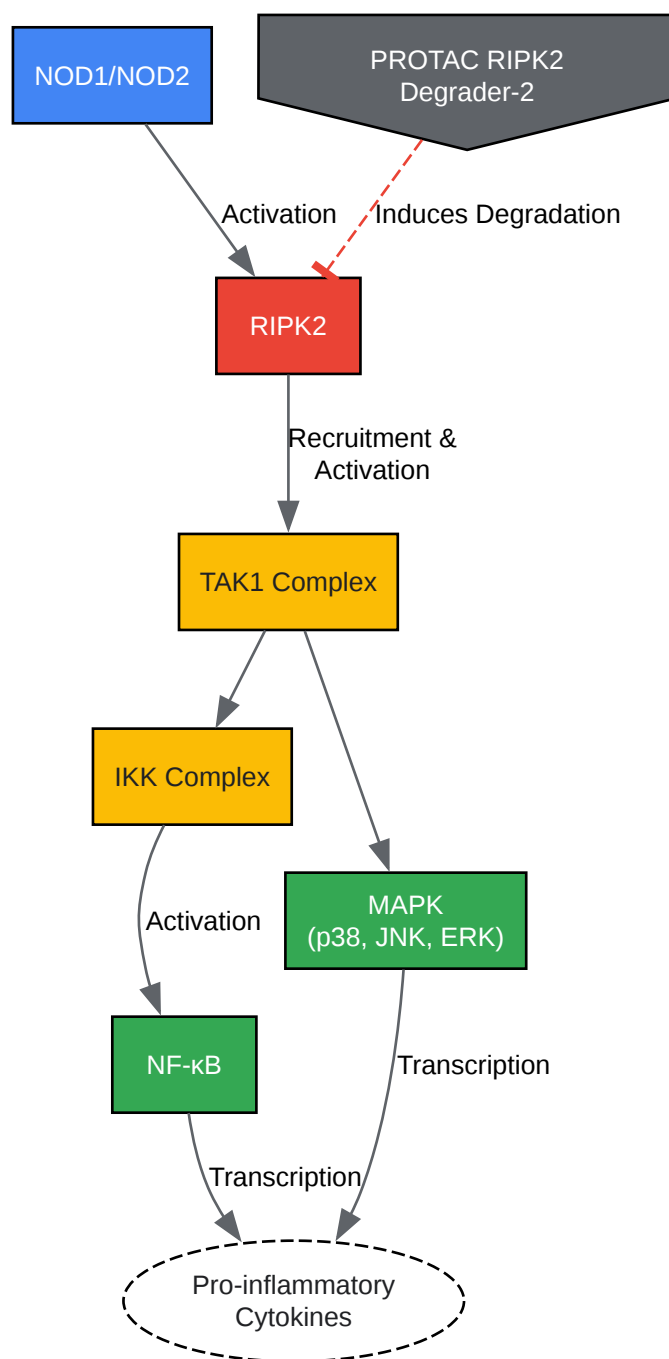 NOD1/NOD2
PROTAC RIPK2
Degrader-2
Activation
Induces Degradation
RIPK2
Recruitment &
Activation
TAK1 Complex
IKK Complex
MAPK
(p38, JNK, ERK)
Activation
NF-κB
Transcription
Transcription
Pro-inflammatory
Cytokines